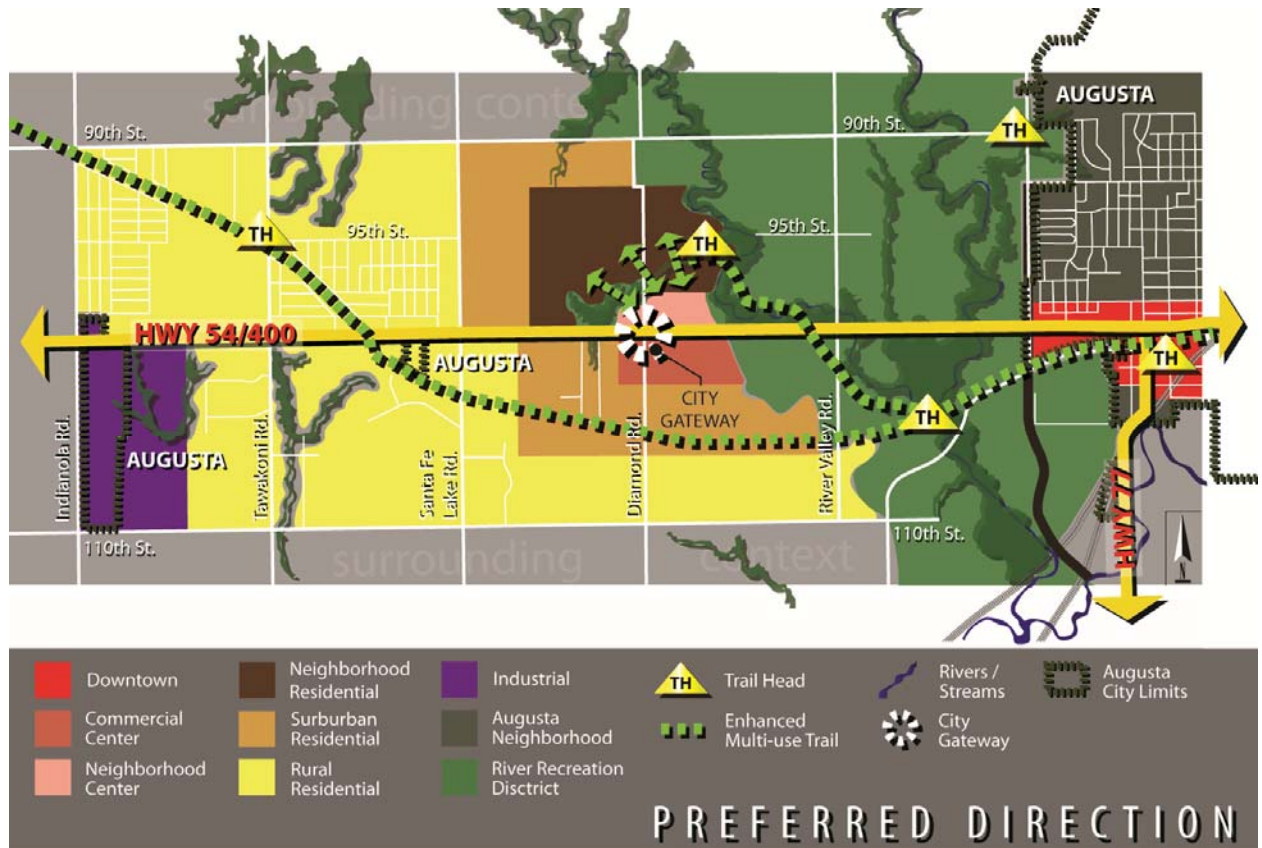 surrounding context
AUGUSTA
90th St.
90th St.
TH
TH
95th St.
TH
95th St.
HWY 54/400
AUGUSTA
TH
CITY
GATEWAY
TH
AUGUSTA
Indianola Rd.
Tawakoni Rd.
Santa Fe
Lake Rd.
Diamond Rd.
River Valley Rd.
HWY 77
110th St.
110th St.
surrounding context
N
Downtown
Commercial
Center
Neighborhood
Center
Neighborhood
Residential
Surburban
Residential
Rural
Residential
Industrial
Augusta
Neighborhood
River Recreation
Disctrict
TH
Trail Head
Enhanced
Multi-use Trail
Rivers /
Streams
City
Gateway
Augusta
City Limits
PREFERRED DIRECTION